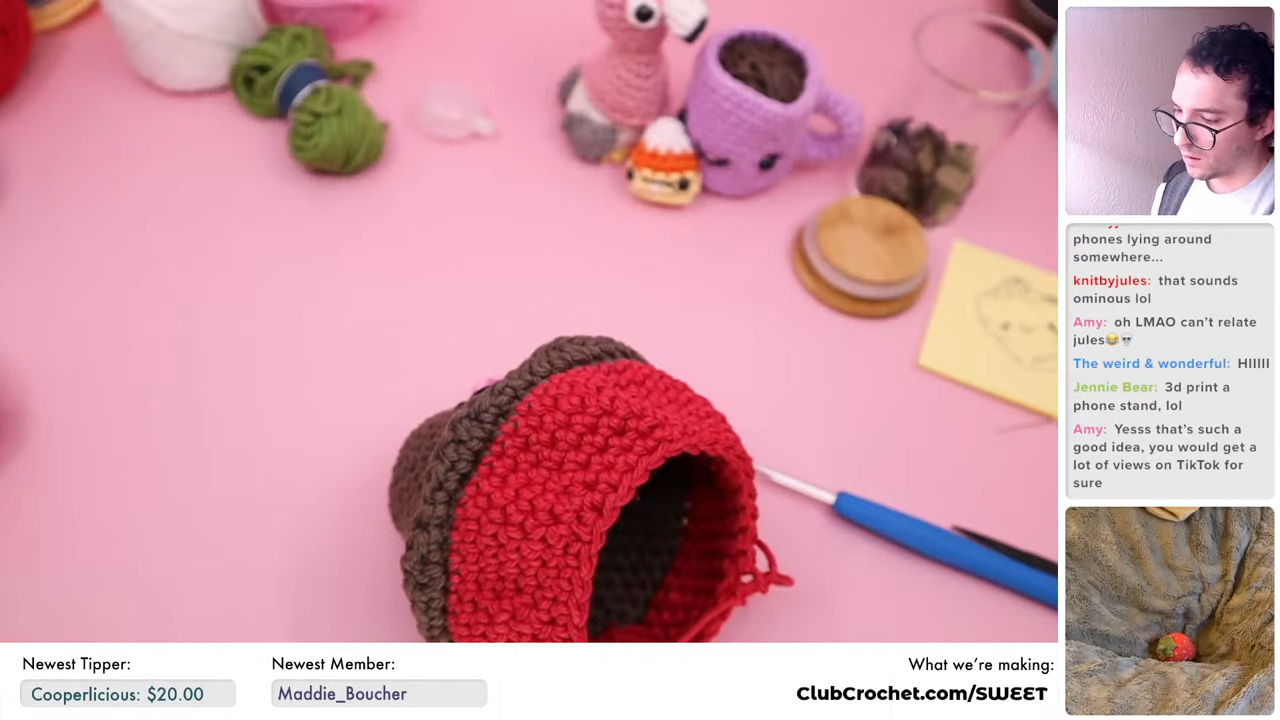 phones lying around
somewhere...
knitbyjules: that sounds
ominous lol
Amy: oh LMAO can't relate
jules😂💀
The weird & wonderful: HIIIII
Jennie Bear: 3d print a
phone stand, lol
Amy: Yesss that's such a
good idea, you would get a
lot of views on TikTok for
sure
Newest Tipper:
Cooperlicious: $20.00
Newest Member:
Maddie_Boucher
What we're making:
ClubCrochet.com/SWEET